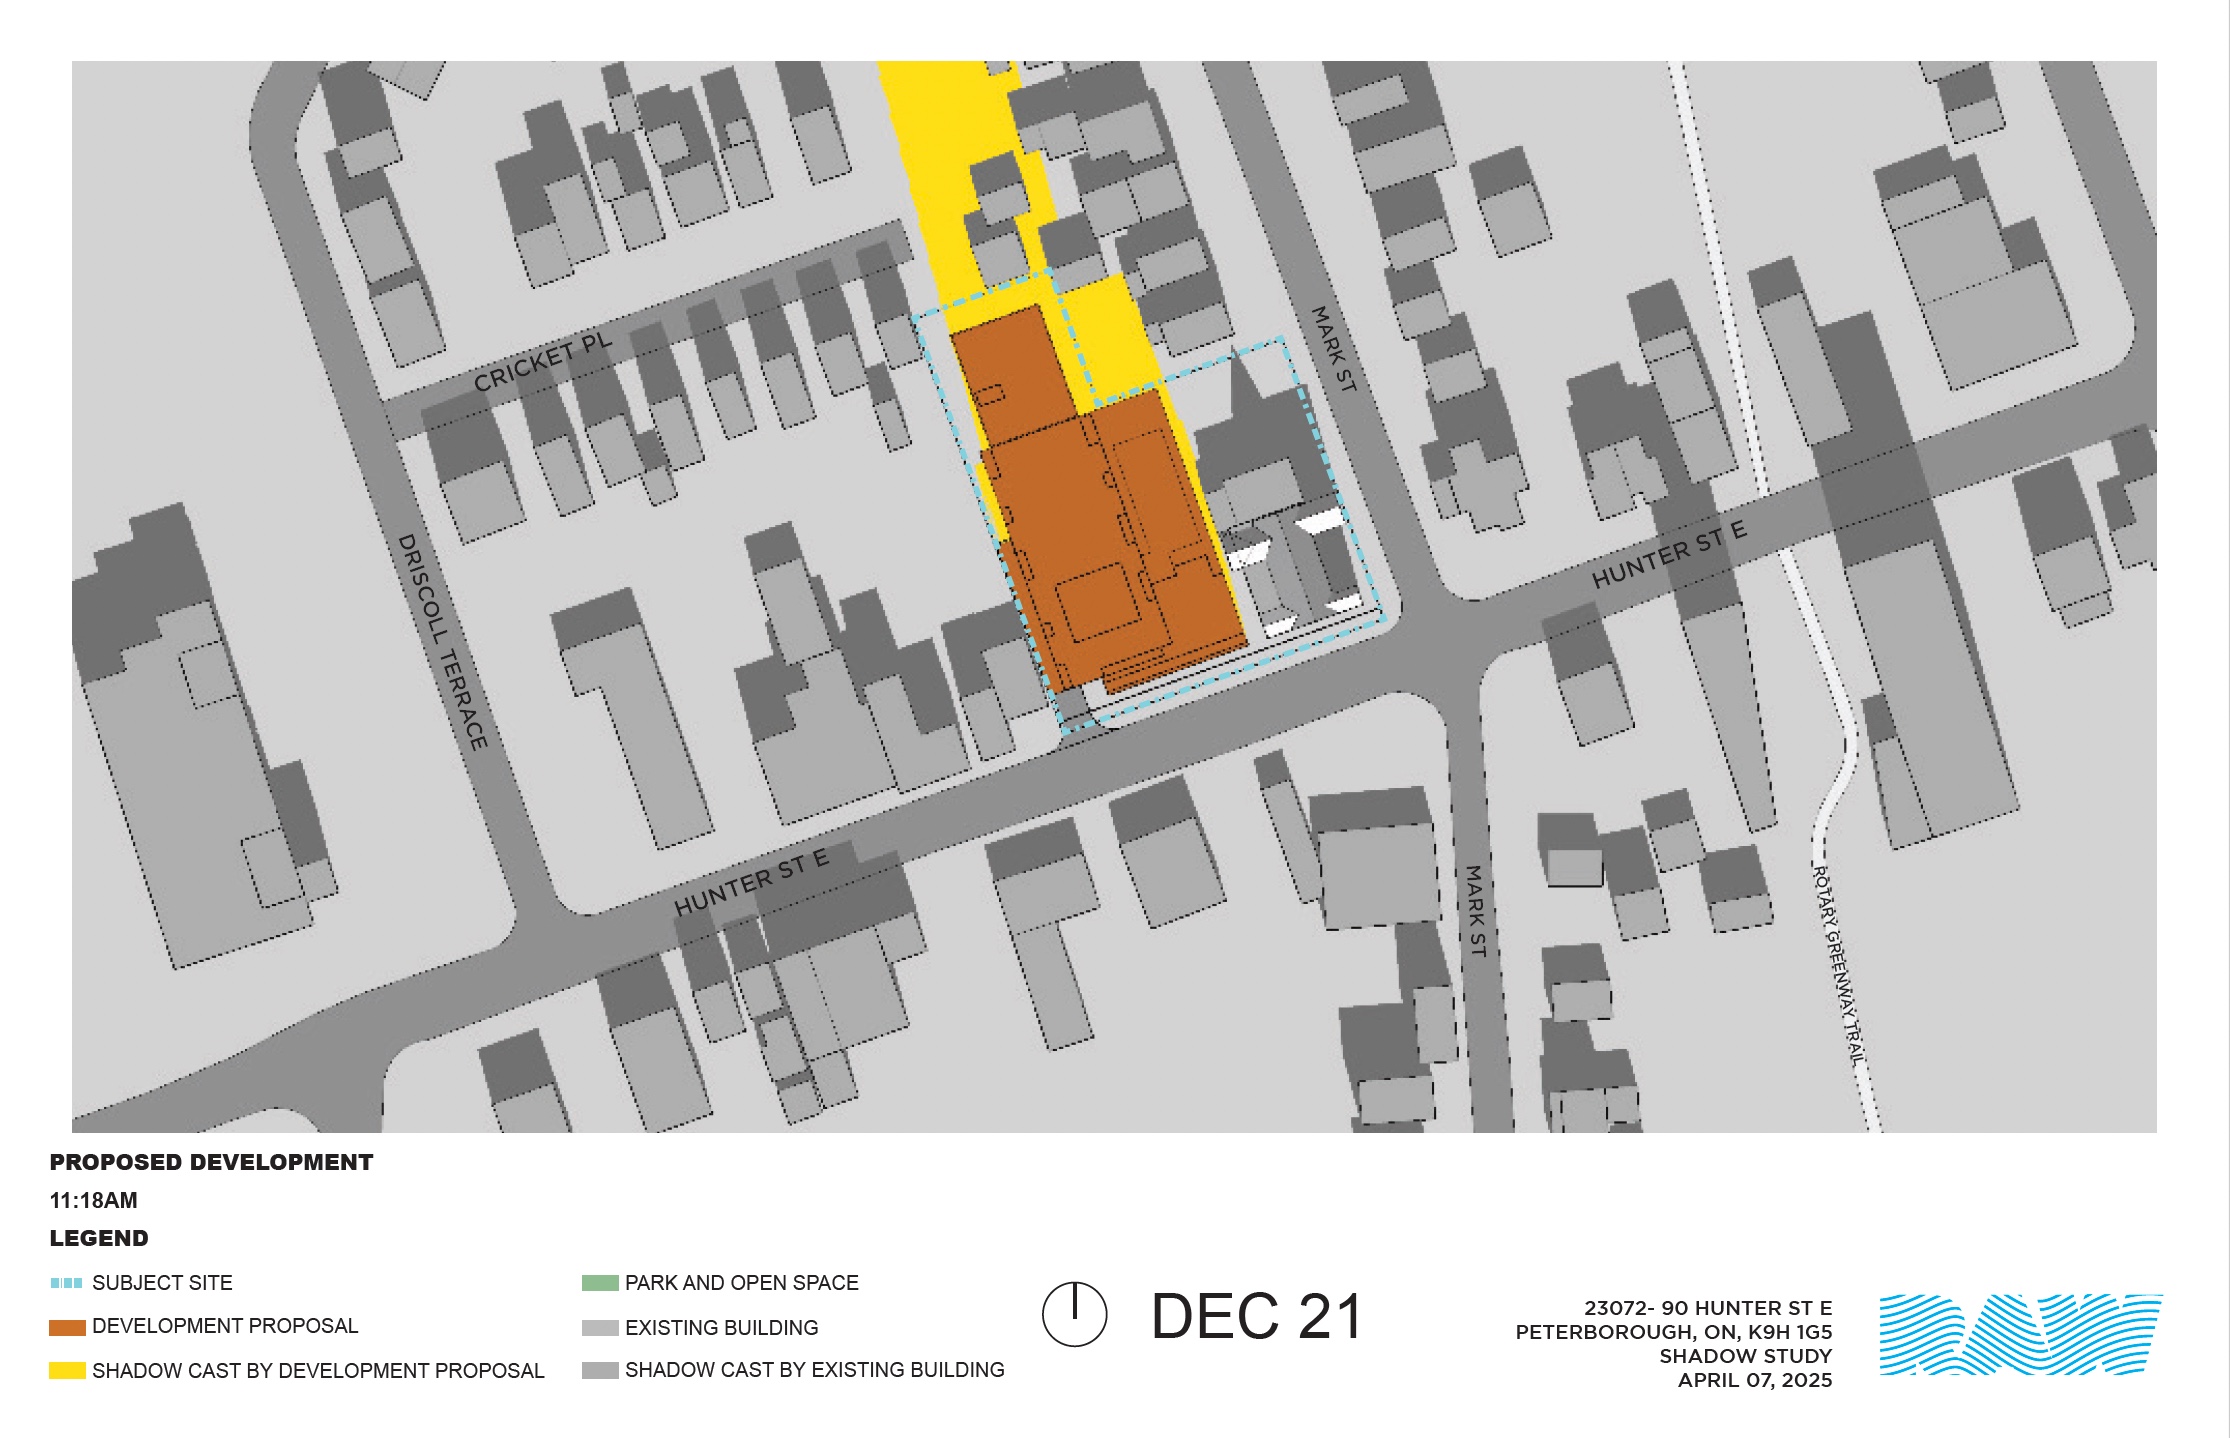 CRICKET PL
MARK ST
DRISCOLL TERRACE
HUNTER ST E
HUNTER ST E
MARK ST
ROTARY GREENWAY TRAIL
PROPOSED DEVELOPMENT
11:18AM
LEGEND
SUBJECT SITE
DEVELOPMENT PROPOSAL
SHADOW CAST BY DEVELOPMENT PROPOSAL
PARK AND OPEN SPACE
EXISTING BUILDING
SHADOW CAST BY EXISTING BUILDING
DEC 21
23072- 90 HUNTER ST E
PETERBOROUGH, ON, K9H 1G5
SHADOW STUDY
APRIL 07, 2025
RAW